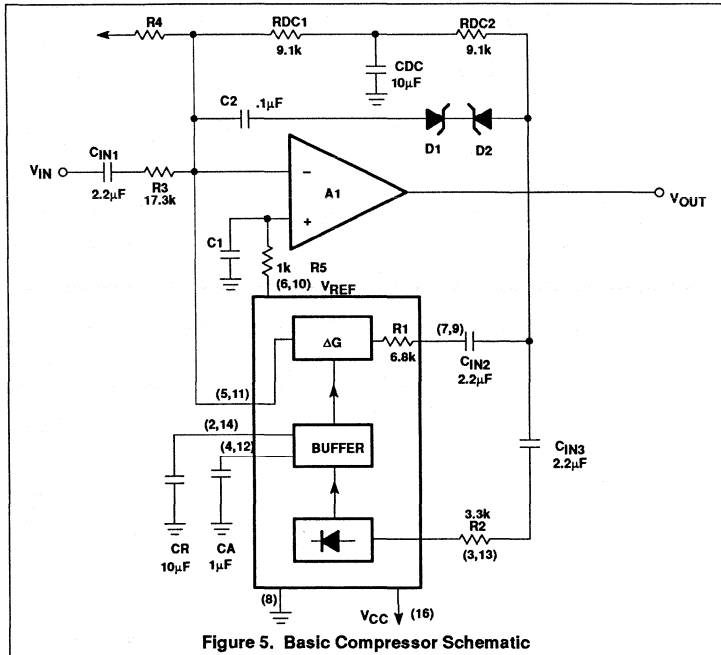 R4
RDC1
9.1k
RDC2
9.1k
CDC
10µF
C2 .1µF
D1 D2
CIN1
VIN
2.2µF
R3
17.3k
−
A1
+
VOUT
C1
1k R5
(6,10) VREF
ΔG
R1
6.8k
(7,9)
CIN2
2.2µF
(5,11)
(2,14)
(4,12)
BUFFER
CIN3
2.2µF
3.3k
R2
(3,13)
CR
10µF
CA
1µF
(8)
VCC (16)
Figure 5. Basic Compressor Schematic